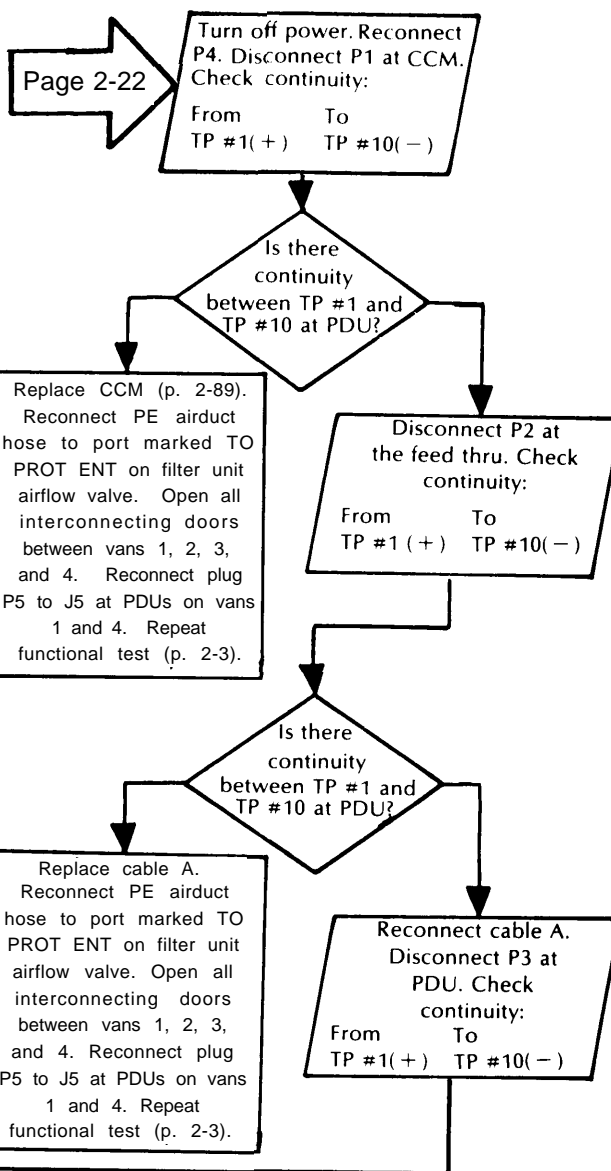 Page 2-22
Turn off power. Reconnect
P4. Disconnect P1 at CCM.
Check continuity:
From To
TP #1(+) TP #10(−)
Is there
continuity
between TP #1 and
TP #10 at PDU?
Replace CCM (p. 2-89).
Reconnect PE airduct
hose to port marked TO
PROT ENT on filter unit
airflow valve. Open all
interconnecting doors
between vans 1, 2, 3,
and 4. Reconnect plug
P5 to J5 at PDUs on vans
1 and 4. Repeat
functional test (p. 2-3).
Disconnect P2 at
the feed thru. Check
continuity:
From To
TP #1 (+) TP #10(−)
Is there
continuity
between TP #1 and
TP #10 at PDU?
Replace cable A.
Reconnect PE airduct
hose to port marked TO
PROT ENT on filter unit
airflow valve. Open all
interconnecting doors
between vans 1, 2, 3,
and 4. Reconnect plug
P5 to J5 at PDUs on vans
1 and 4. Repeat
functional test (p. 2-3).
Reconnect cable A.
Disconnect P3 at
PDU. Check
continuity:
From To
TP #1(+) TP #10(−)